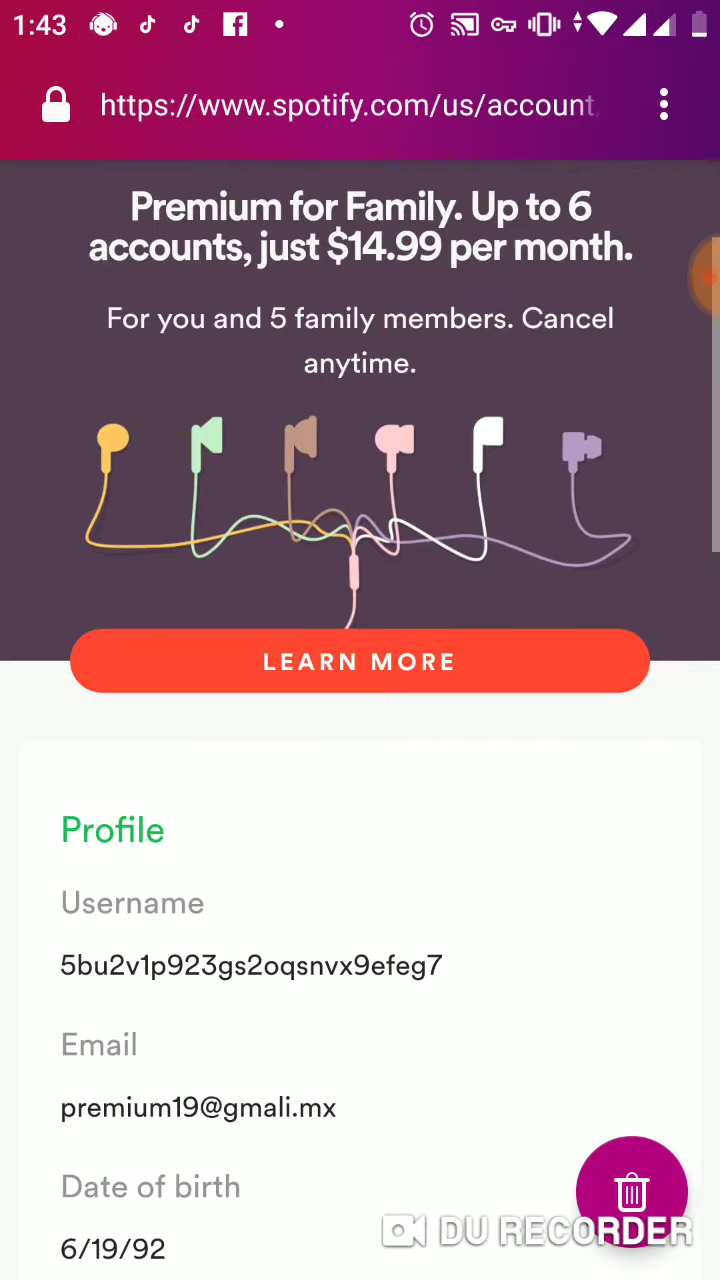 1:43
https://www.spotify.com/us/account
Premium for Family. Up to 6
accounts, just $14.99 per month.
For you and 5 family members. Cancel
anytime.
LEARN MORE
Profile
Username
5bu2v1p923gs2oqsnvx9efeg7
Email
premium19@gmali.mx
Date of birth
6/19/92
DU RECORDER